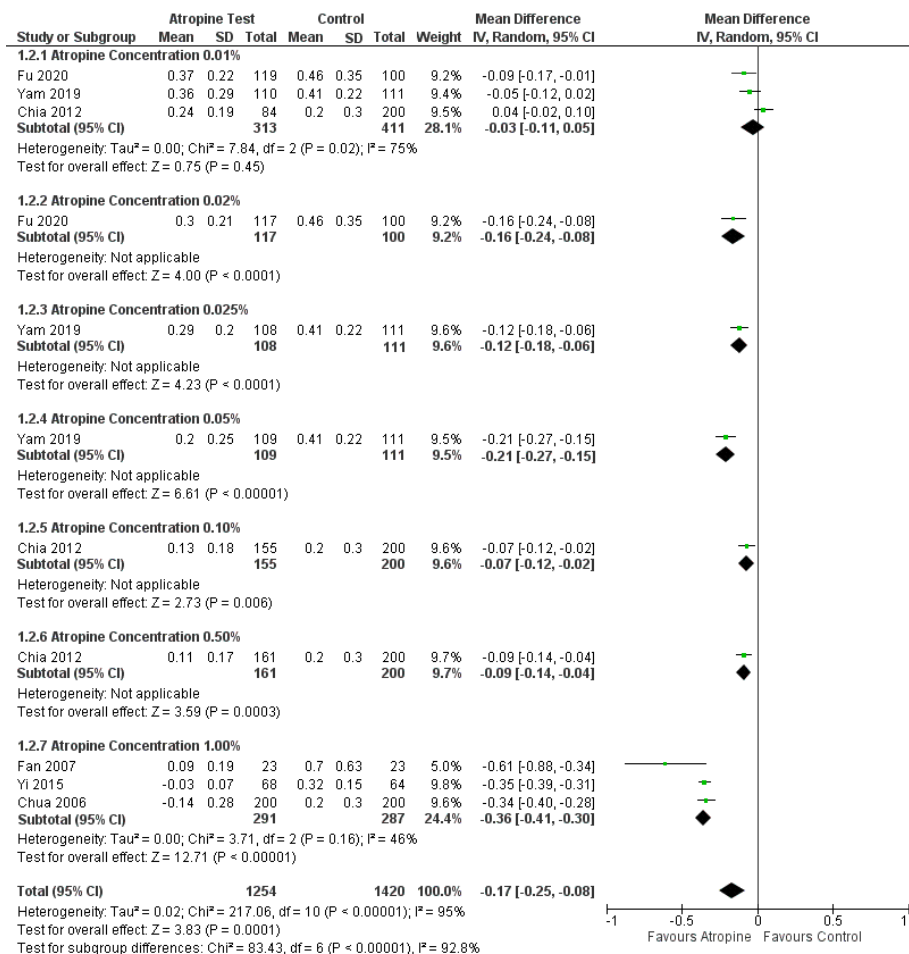 Atropine Test Control Mean Difference Mean Difference
Study or Subgroup Mean SD Total Mean SD Total Weight IV, Random, 95% CI IV, Random, 95% CI
1.2.1 Atropine Concentration 0.01%
Fu 2020 0.37 0.22 119 0.46 0.35 100 9.2% -0.09 [-0.17, -0.01]
Yam 2019 0.36 0.29 110 0.41 0.22 111 9.4% -0.05 [-0.12, 0.02]
Chia 2012 0.24 0.19 84 0.2 0.3 200 9.5% 0.04 [-0.02, 0.10]
Subtotal (95% CI) 313 411 28.1% -0.03 [-0.11, 0.05]
Heterogeneity: Tau² = 0.00; Chi² = 7.84, df = 2 (P = 0.02); I² = 75%
Test for overall effect: Z = 0.75 (P = 0.45)
1.2.2 Atropine Concentration 0.02%
Fu 2020 0.3 0.21 117 0.46 0.35 100 9.2% -0.16 [-0.24, -0.08]
Subtotal (95% CI) 117 100 9.2% -0.16 [-0.24, -0.08]
Heterogeneity: Not applicable
Test for overall effect: Z = 4.00 (P < 0.0001)
1.2.3 Atropine Concentration 0.025%
Yam 2019 0.29 0.2 108 0.41 0.22 111 9.6% -0.12 [-0.18, -0.06]
Subtotal (95% CI) 108 111 9.6% -0.12 [-0.18, -0.06]
Heterogeneity: Not applicable
Test for overall effect: Z = 4.23 (P < 0.0001)
1.2.4 Atropine Concentration 0.05%
Yam 2019 0.2 0.25 109 0.41 0.22 111 9.5% -0.21 [-0.27, -0.15]
Subtotal (95% CI) 109 111 9.5% -0.21 [-0.27, -0.15]
Heterogeneity: Not applicable
Test for overall effect: Z = 6.61 (P < 0.00001)
1.2.5 Atropine Concentration 0.10%
Chia 2012 0.13 0.18 155 0.2 0.3 200 9.6% -0.07 [-0.12, -0.02]
Subtotal (95% CI) 155 200 9.6% -0.07 [-0.12, -0.02]
Heterogeneity: Not applicable
Test for overall effect: Z = 2.73 (P = 0.006)
1.2.6 Atropine Concentration 0.50%
Chia 2012 0.11 0.17 161 0.2 0.3 200 9.7% -0.09 [-0.14, -0.04]
Subtotal (95% CI) 161 200 9.7% -0.09 [-0.14, -0.04]
Heterogeneity: Not applicable
Test for overall effect: Z = 3.59 (P = 0.0003)
1.2.7 Atropine Concentration 1.00%
Fan 2007 0.09 0.19 23 0.7 0.63 23 5.0% -0.61 [-0.88, -0.34]
Yi 2015 -0.03 0.07 68 0.32 0.15 64 9.8% -0.35 [-0.39, -0.31]
Chua 2006 -0.14 0.28 200 0.2 0.3 200 9.6% -0.34 [-0.40, -0.28]
Subtotal (95% CI) 291 287 24.4% -0.36 [-0.41, -0.30]
Heterogeneity: Tau² = 0.00; Chi² = 3.71, df = 2 (P = 0.16); I² = 46%
Test for overall effect: Z = 12.71 (P < 0.00001)
Total (95% CI) 1254 1420 100.0% -0.17 [-0.25, -0.08]
Heterogeneity: Tau² = 0.02; Chi² = 217.06, df = 10 (P < 0.00001); I² = 95%
Test for overall effect: Z = 3.83 (P = 0.0001)
Test for subgroup differences: Chi² = 83.43, df = 6 (P < 0.00001), I² = 92.8%
-1 -0.5 0 0.5 1
Favours Atropine Favours Control